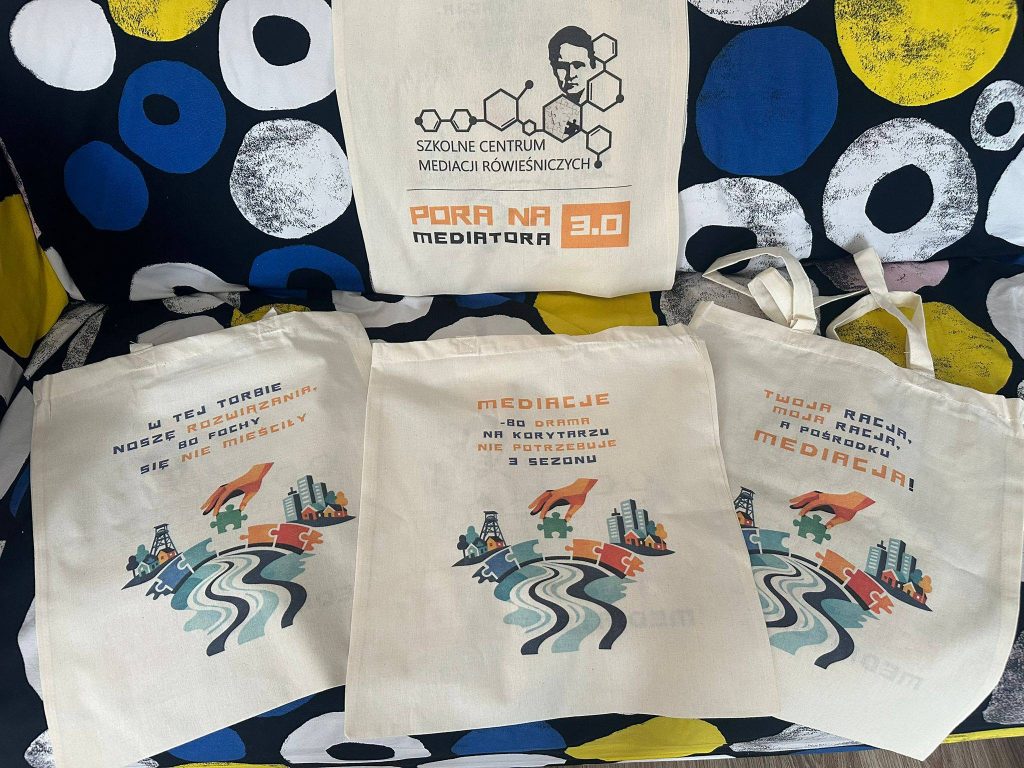 SZKOLNE CENTRUM
MEDIACJI RÓWIEŚNICZYCH
PORA NA
MEDIATORA
3.0
W TEJ TORBIE
NOSZĘ ROZWIĄZANIA,
BO FOCHY
SIĘ NIE MIEŚCIŁY
MEDIACJE
-BO DRAMA
NA KORYTARZU
NIE POTRZEBUJE
3 SEZONU
TWOJA RACJA,
MOJA RACJA,
A POŚRODKU
MEDIACJA!